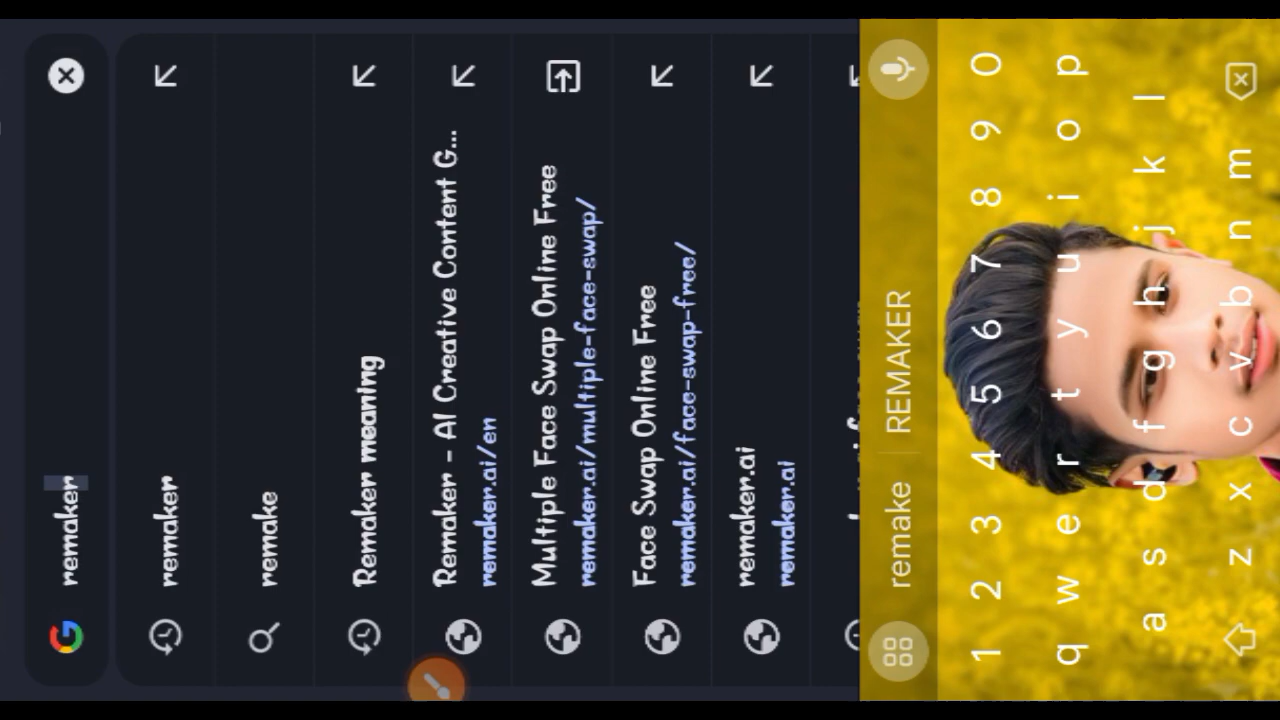 remaker
remaker
remake
Remaker meaning
Remaker - AI Creative Content G...
remaker.ai/en
Multiple Face Swap Online Free
remaker.ai/multiple-face-swap/
Face Swap Online Free
remaker.ai/face-swap-free/
remaker.ai
remaker.ai
remake | REMAKER
1 2 3 4 5 6 7 8 9 0
q w e r t y u i o p
a s d f g h j k l
z x c v b n m